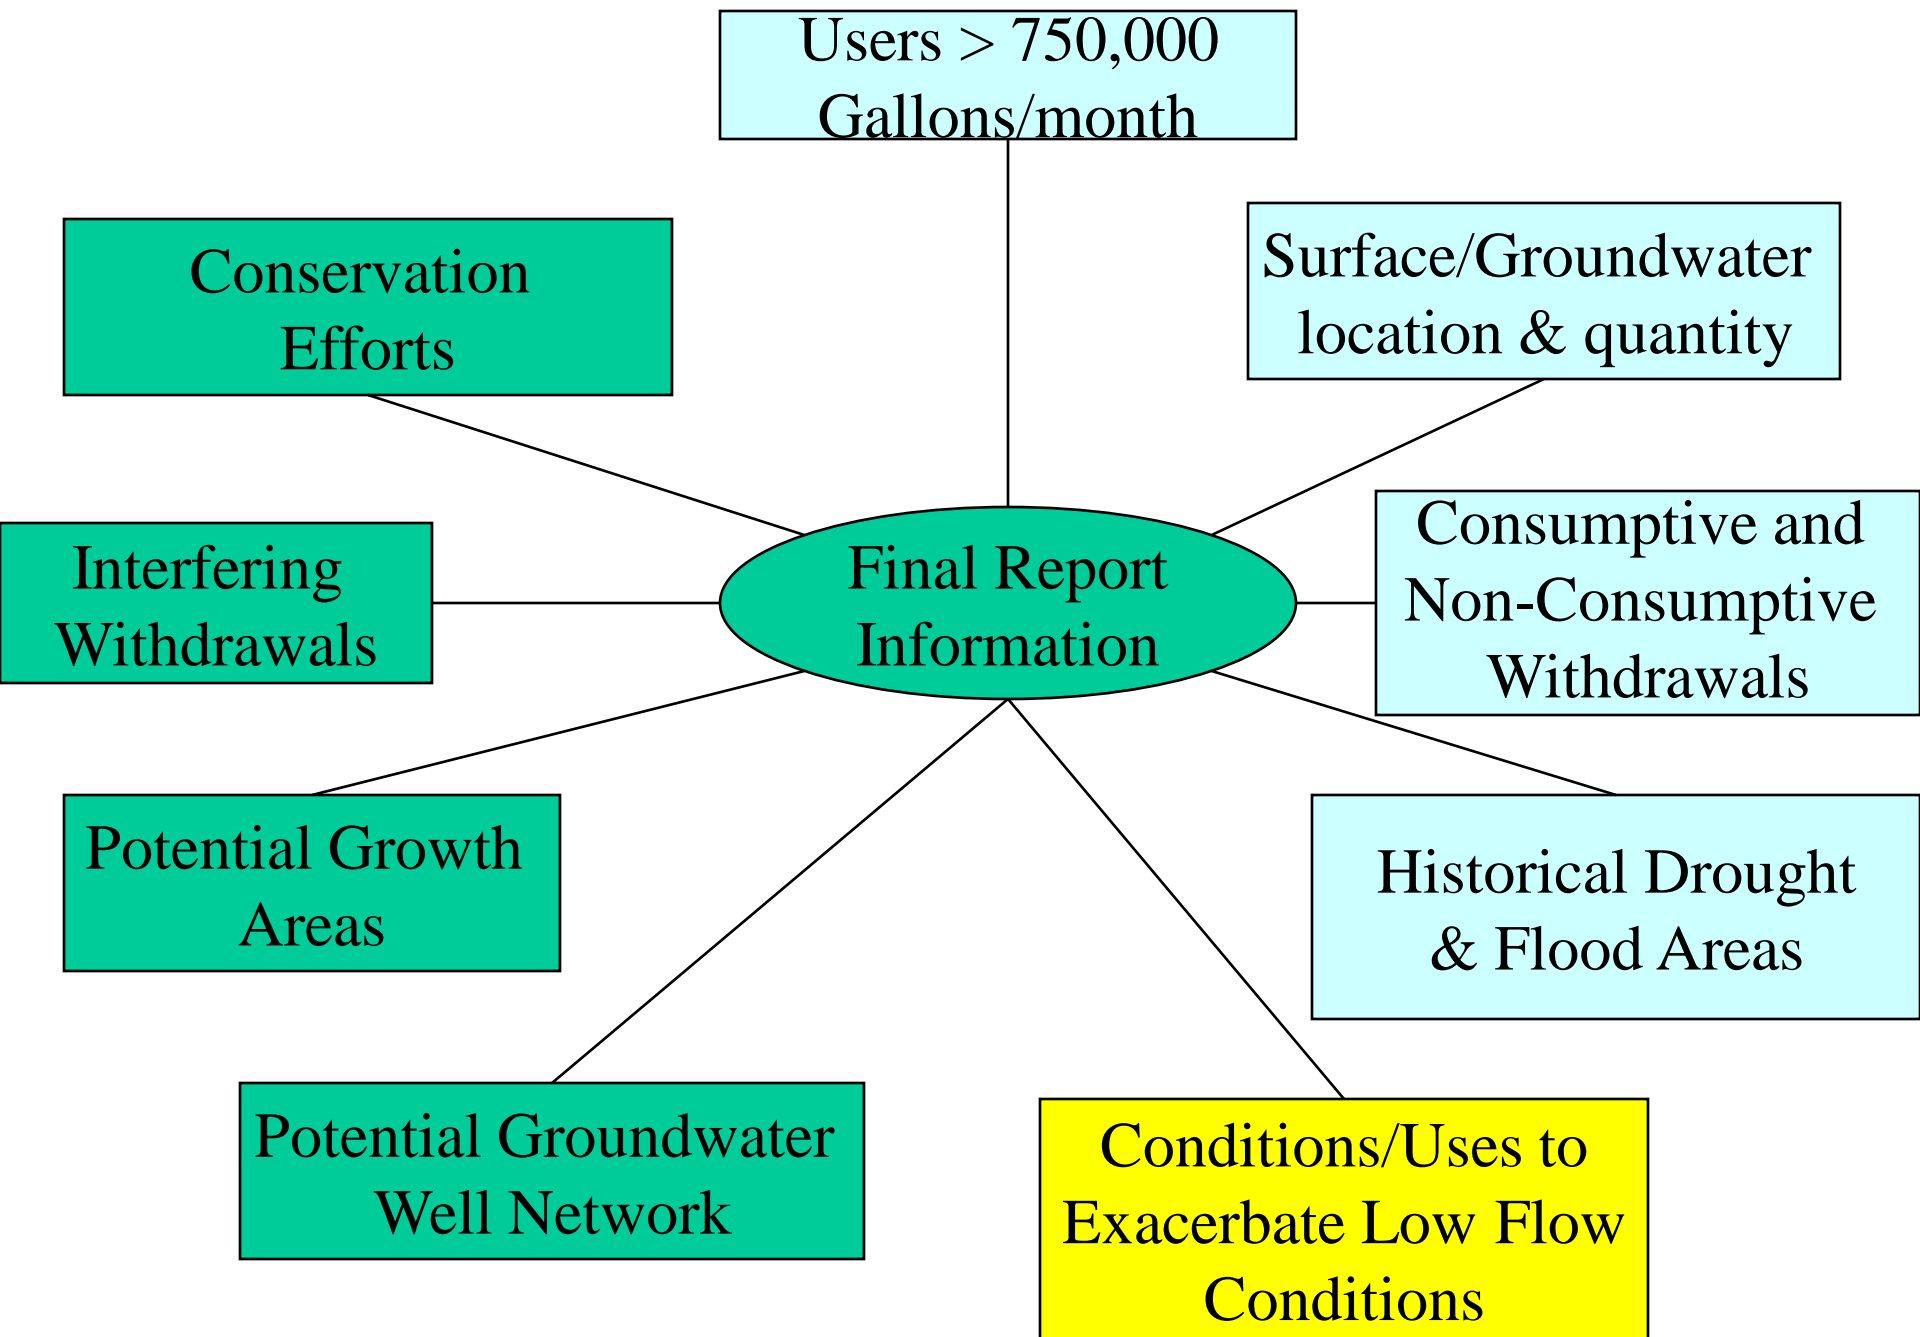 Users > 750,000
Gallons/month
Conservation
Efforts
Surface/Groundwater
location & quantity
Interfering
Withdrawals
Final Report
Information
Consumptive and
Non-Consumptive
Withdrawals
Potential Growth
Areas
Historical Drought
& Flood Areas
Potential Groundwater
Well Network
Conditions/Uses to
Exacerbate Low Flow
Conditions